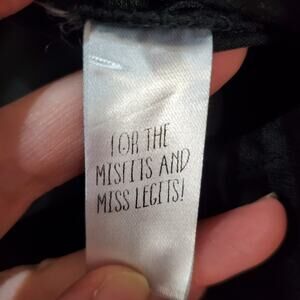 FOR THE
MISFITS AND
MISS LEGITS!